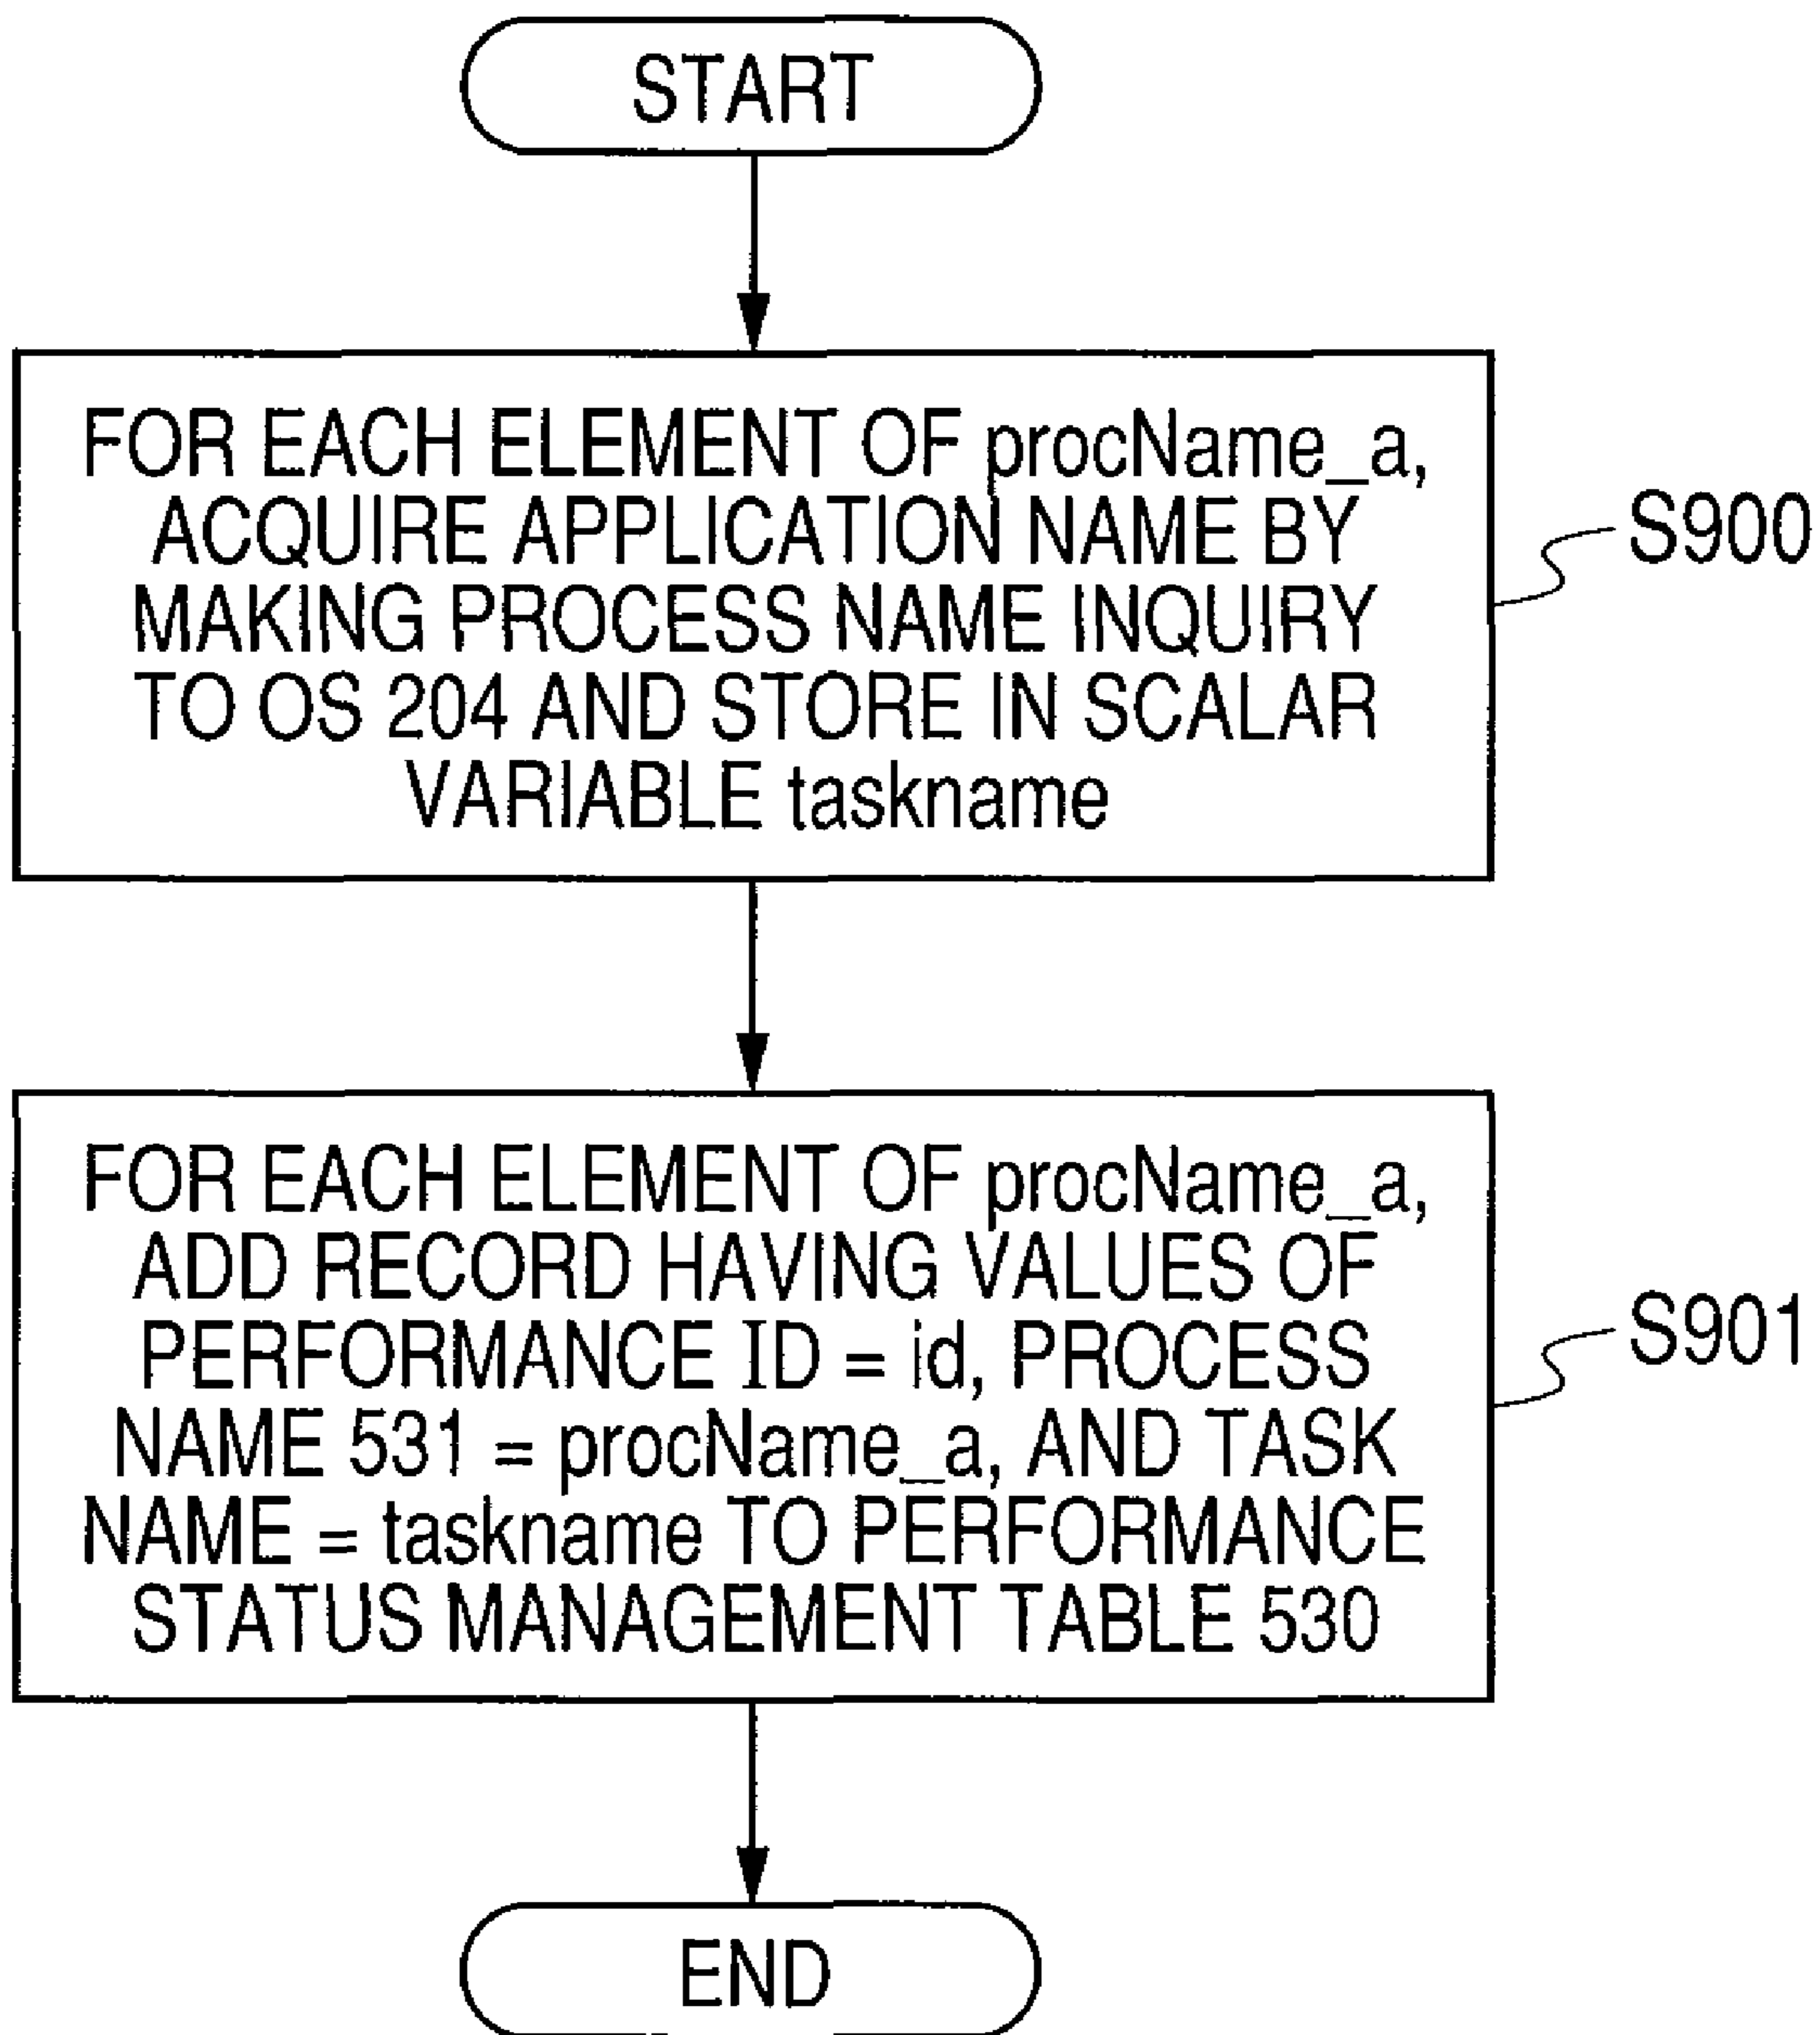 START
FOR EACH ELEMENT OF procName_a,
ACQUIRE APPLICATION NAME BY
MAKING PROCESS NAME INQUIRY
TO OS 204 AND STORE IN SCALAR
VARIABLE taskname
S900
FOR EACH ELEMENT OF procName_a,
ADD RECORD HAVING VALUES OF
PERFORMANCE ID = id, PROCESS
NAME 531 = procName_a, AND TASK
NAME = taskname TO PERFORMANCE
STATUS MANAGEMENT TABLE 530
S901
END